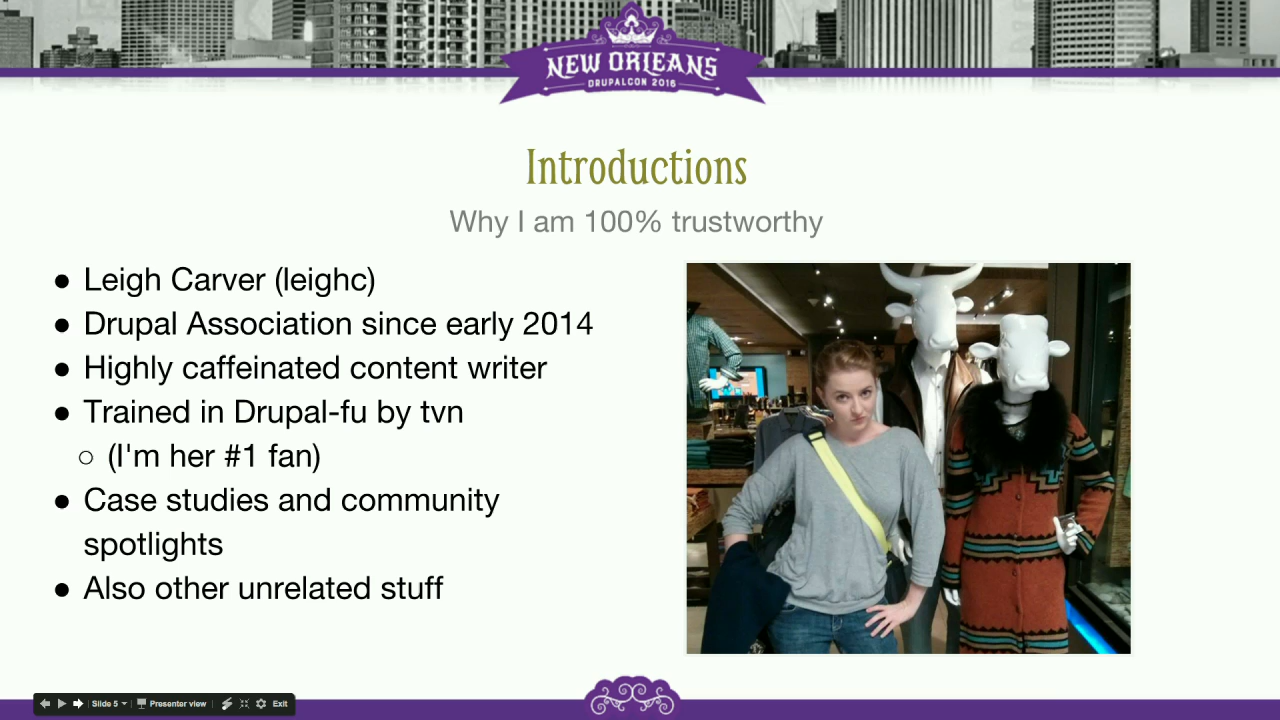 NEW ORLEANS
DRUPALCON 2016
Introductions
Why I am 100% trustworthy
● Leigh Carver (leighc)
● Drupal Association since early 2014
● Highly caffeinated content writer
● Trained in Drupal-fu by tvn
○ (I'm her #1 fan)
● Case studies and community
spotlights
● Also other unrelated stuff
Slide 5 Presenter view Exit